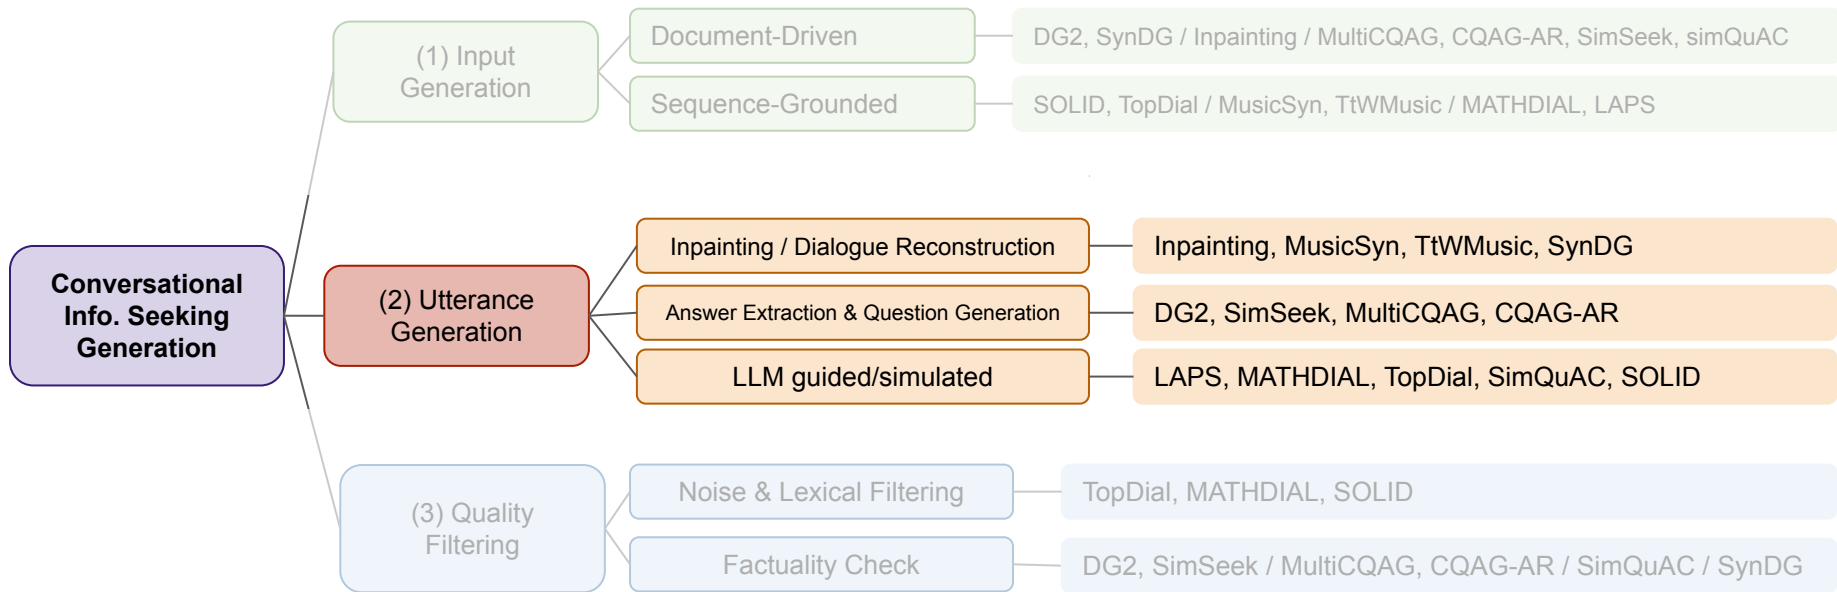 (1) Input
Generation
Document-Driven
DG2, SynDG / Inpainting / MultiCQAG, CQAG-AR, SimSeek, simQuAC
Sequence-Grounded
SOLID, TopDial / MusicSyn, TtWMusic / MATHDIAL, LAPS
Conversational
Info. Seeking
Generation
(2) Utterance
Generation
Inpainting / Dialogue Reconstruction
Inpainting, MusicSyn, TtWMusic, SynDG
Answer Extraction & Question Generation
DG2, SimSeek, MultiCQAG, CQAG-AR
LLM guided/simulated
LAPS, MATHDIAL, TopDial, SimQuAC, SOLID
(3) Quality
Filtering
Noise & Lexical Filtering
TopDial, MATHDIAL, SOLID
Factuality Check
DG2, SimSeek / MultiCQAG, CQAG-AR / SimQuAC / SynDG